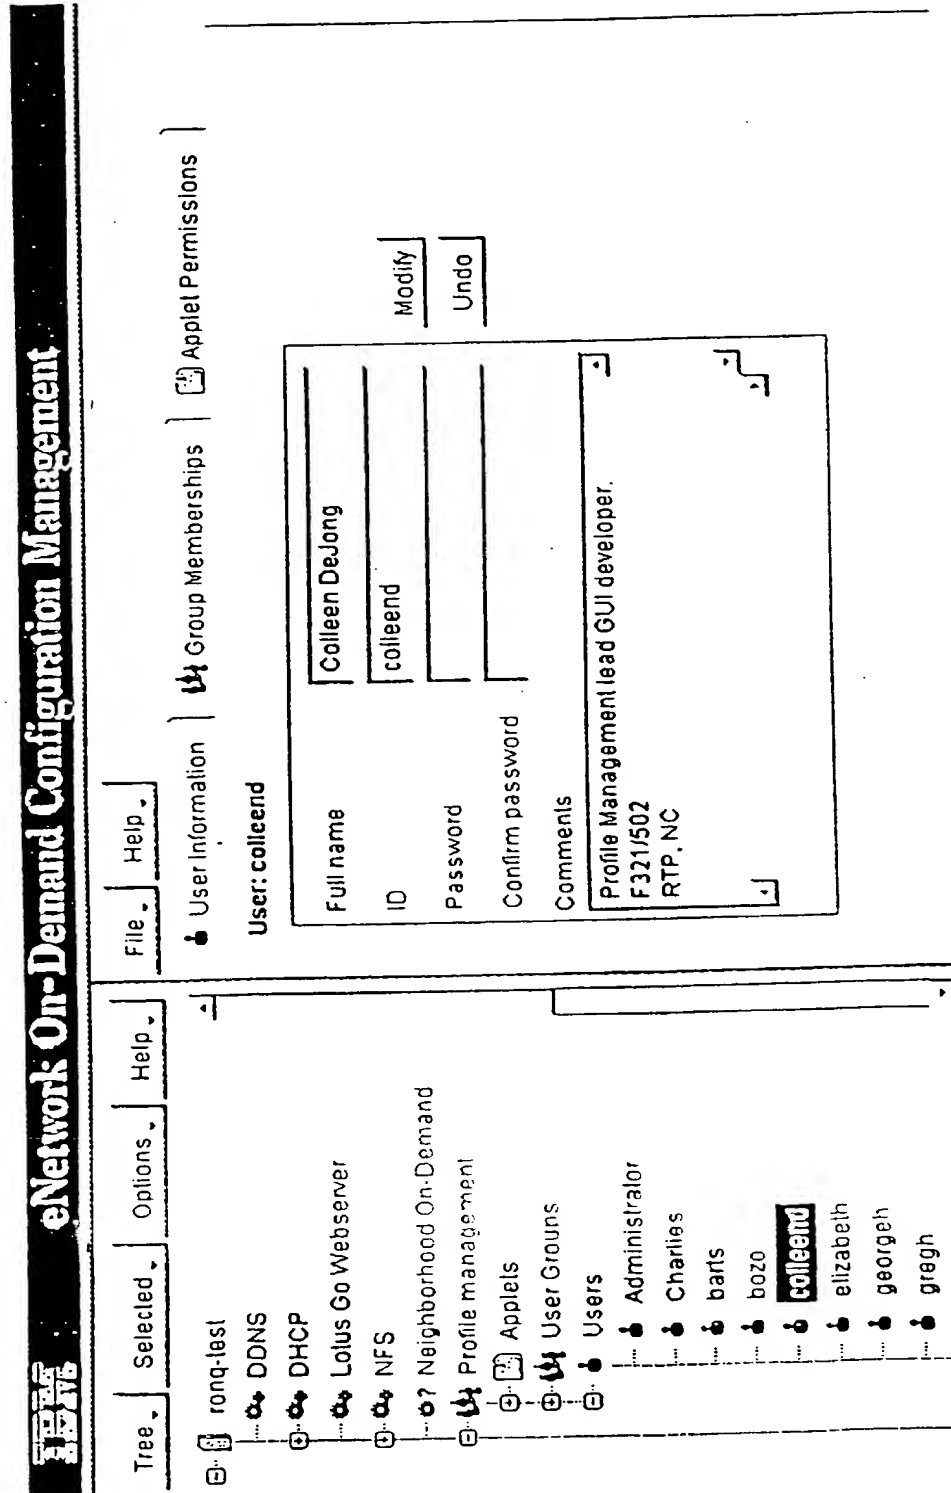 IBM eNetwork On-Demand Configuration Management
Tree Selected Options Help
ronq-test
DDNS
DHCP
Lotus Go Webserver
NFS
Neighborhood On-Demand
Profile management
Applets
User Grouns
Users
Administrator
Charlies
barts
bozo
colleend
elizabeth
georgeh
gregh
File Help
User Information Group Memberships Applet Permissions
User: colleend
Full name Colleen DeJong
ID colleend
Password
Confirm password
Comments
Profile Management lead GUI developer.
F321/502
RTP, NC
Modify
Undo